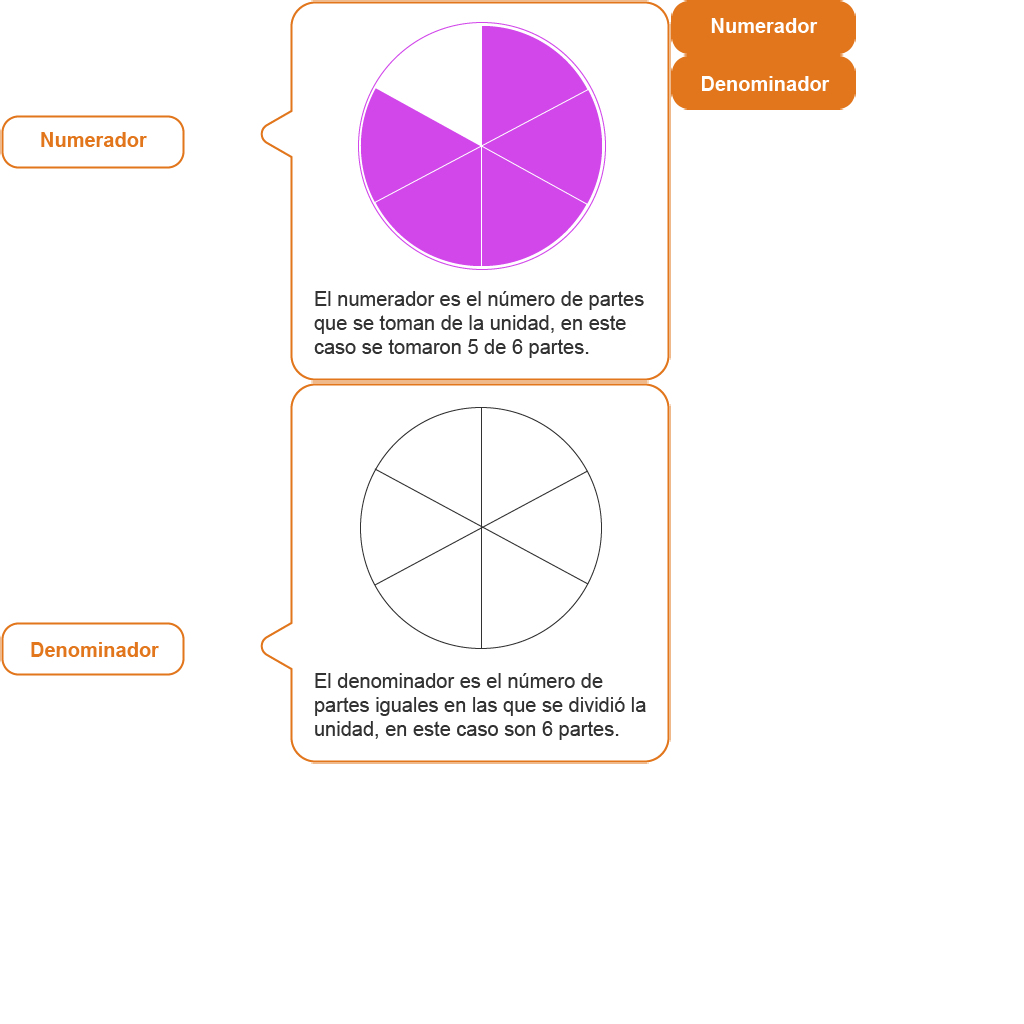 Numerador
Denominador
Numerador
El numerador es el número de partes
que se toman de la unidad, en este
caso se tomaron 5 de 6 partes.
Denominador
El denominador es el número de
partes iguales en las que se dividió la
unidad, en este caso son 6 partes.